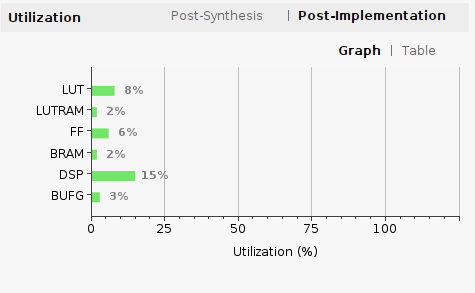 Utilization Post-Synthesis | Post-Implementation
Graph | Table
LUT 8%
LUTRAM 2%
FF 6%
BRAM 2%
DSP 15%
BUFG 3%
0 25 50 75 100
Utilization (%)